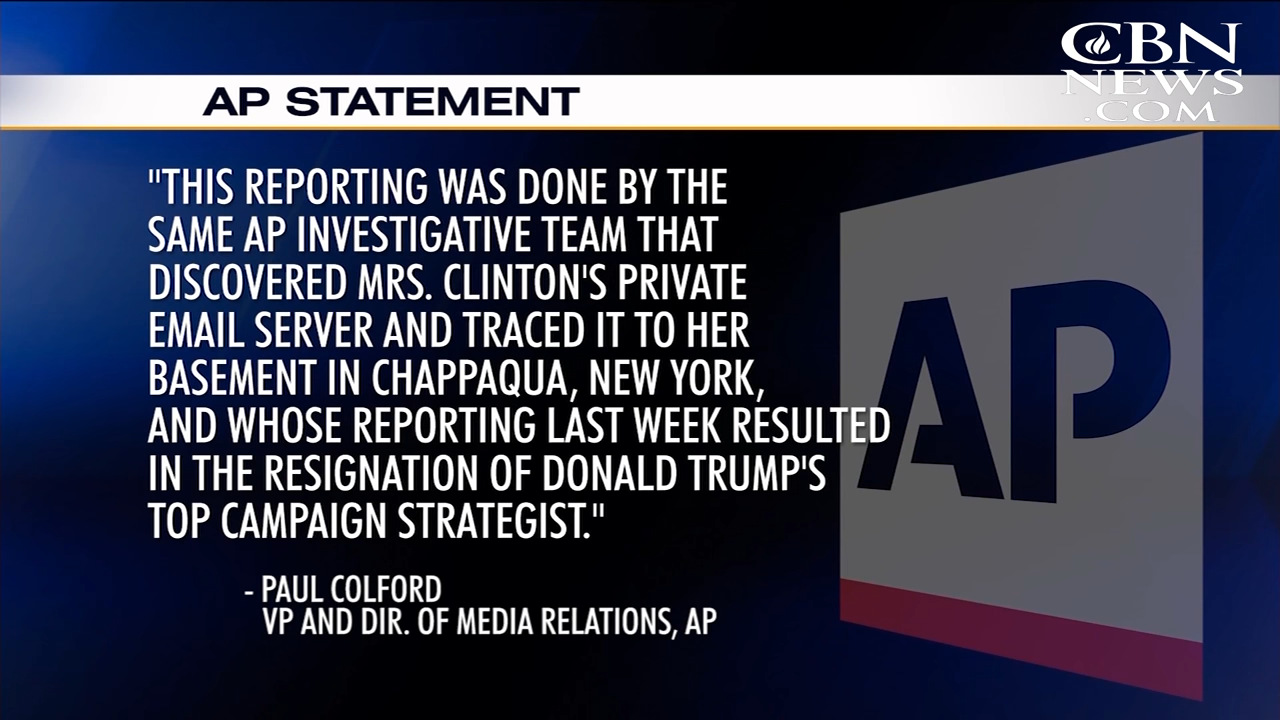 CBN
NEWS
.COM
AP STATEMENT
"THIS REPORTING WAS DONE BY THE
SAME AP INVESTIGATIVE TEAM THAT
DISCOVERED MRS. CLINTON'S PRIVATE
EMAIL SERVER AND TRACED IT TO HER
BASEMENT IN CHAPPAQUA, NEW YORK,
AND WHOSE REPORTING LAST WEEK RESULTED
IN THE RESIGNATION OF DONALD TRUMP'S
TOP CAMPAIGN STRATEGIST."
- PAUL COLFORD
VP AND DIR. OF MEDIA RELATIONS, AP
AP